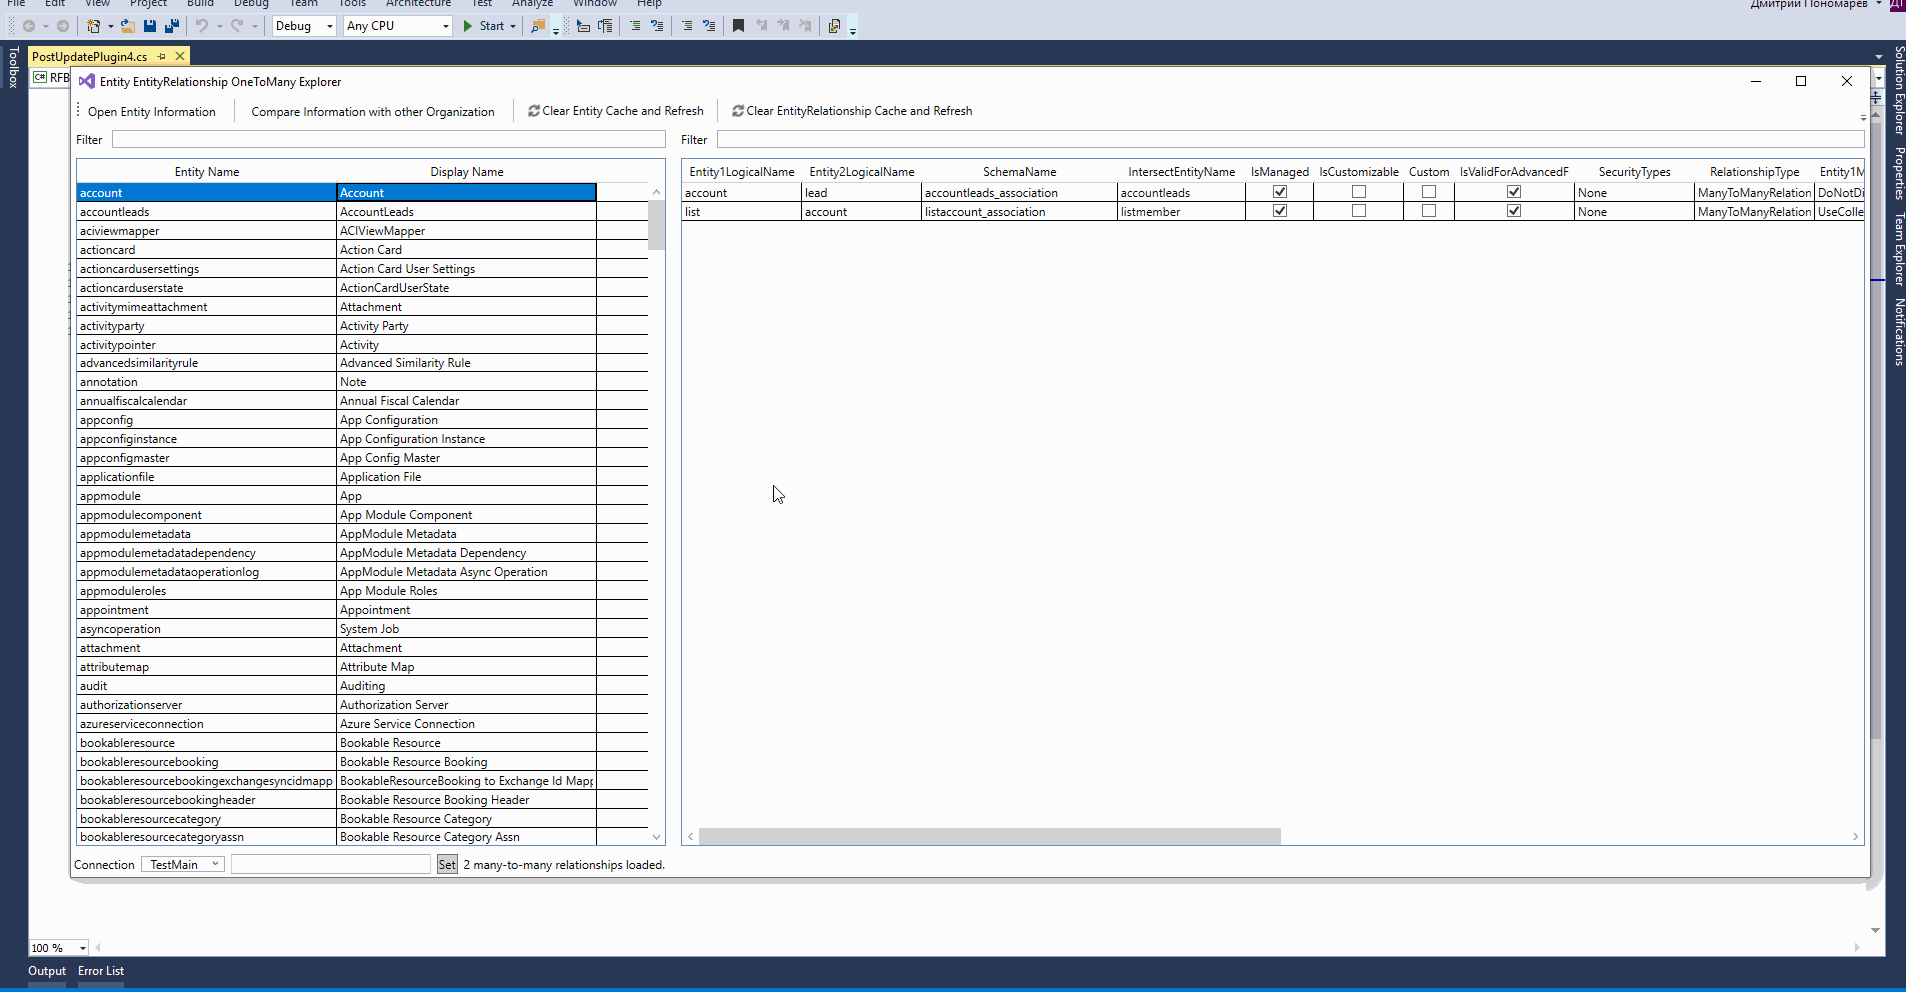 File Edit View Project Build Debug Team Tools Architecture Test Analyze Window Help
Дмитрий Пономарев
Debug Any CPU Start
Toolbox
PostUpdatePlugin4.cs
C# RFB
Entity EntityRelationship OneToMany Explorer
Open Entity Information Compare Information with other Organization Clear Entity Cache and Refresh Clear EntityRelationship Cache and Refresh
Filter Filter
Entity Name Display Name
account Account
accountleads AccountLeads
aciviewmapper ACIViewMapper
actioncard Action Card
actioncardusersettings Action Card User Settings
actioncarduserstate ActionCardUserState
activitymimeattachment Attachment
activityparty Activity Party
activitypointer Activity
advancedsimilarityrule Advanced Similarity Rule
annotation Note
annualfiscalcalendar Annual Fiscal Calendar
appconfig App Configuration
appconfiginstance App Configuration Instance
appconfigmaster App Config Master
applicationfile Application File
appmodule App
appmodulecomponent App Module Component
appmodulemetadata AppModule Metadata
appmodulemetadatadependency AppModule Metadata Dependency
appmodulemetadataoperationlog AppModule Metadata Async Operation
appmoduleroles App Module Roles
appointment Appointment
asyncoperation System Job
attachment Attachment
attributemap Attribute Map
audit Auditing
authorizationserver Authorization Server
azureserviceconnection Azure Service Connection
bookableresource Bookable Resource
bookableresourcebooking Bookable Resource Booking
bookableresourcebookingexchangesyncidmapp BookableResourceBooking to Exchange Id Mapp
bookableresourcebookingheader Bookable Resource Booking Header
bookableresourcecategory Bookable Resource Category
bookableresourcecategoryassn Bookable Resource Category Assn
Entity1LogicalName Entity2LogicalName SchemaName IntersectEntityName IsManaged IsCustomizable Custom IsValidForAdvancedF SecurityTypes RelationshipType Entity1M
account lead accountleads_association accountleads None ManyToManyRelation DoNotDi
list account listaccount_association listmember None ManyToManyRelation UseColle
Connection TestMain Set 2 many-to-many relationships loaded.
Solution Explorer
Properties
Team Explorer
Notifications
100 %
Output Error List